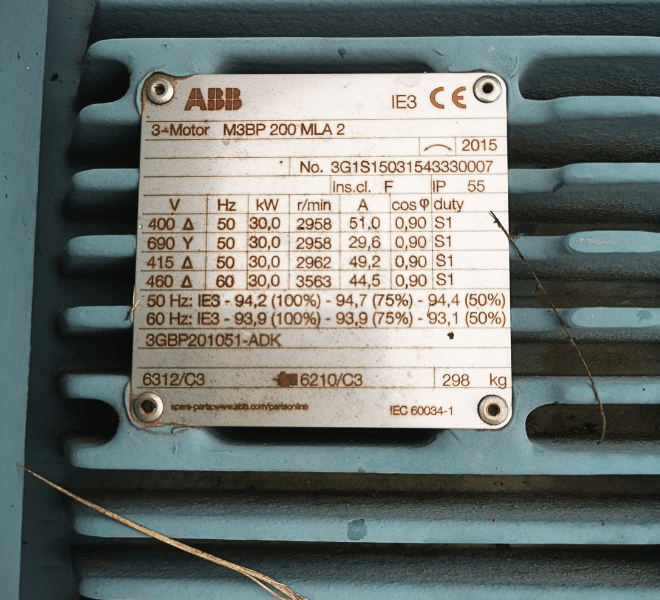 ABB IE3 CE
3~Motor M3BP 200 MLA 2
2015
No. 3G1S15031543330007
Ins.cl. F IP 55
V Hz kW r/min A cos φ duty
400 Δ 50 30,0 2958 51,0 0,90 S1
690 Y 50 30,0 2958 29,6 0,90 S1
415 Δ 50 30,0 2962 49,2 0,90 S1
460 Δ 60 30,0 3563 44,5 0,90 S1
50 Hz: IE3 - 94,2 (100%) - 94,7 (75%) - 94,4 (50%)
60 Hz: IE3 - 93,9 (100%) - 93,9 (75%) - 93,1 (50%)
3GBP201051-ADK
6312/C3 6210/C3 298 kg
spare-parts:www.abb.com/partsonline IEC 60034-1